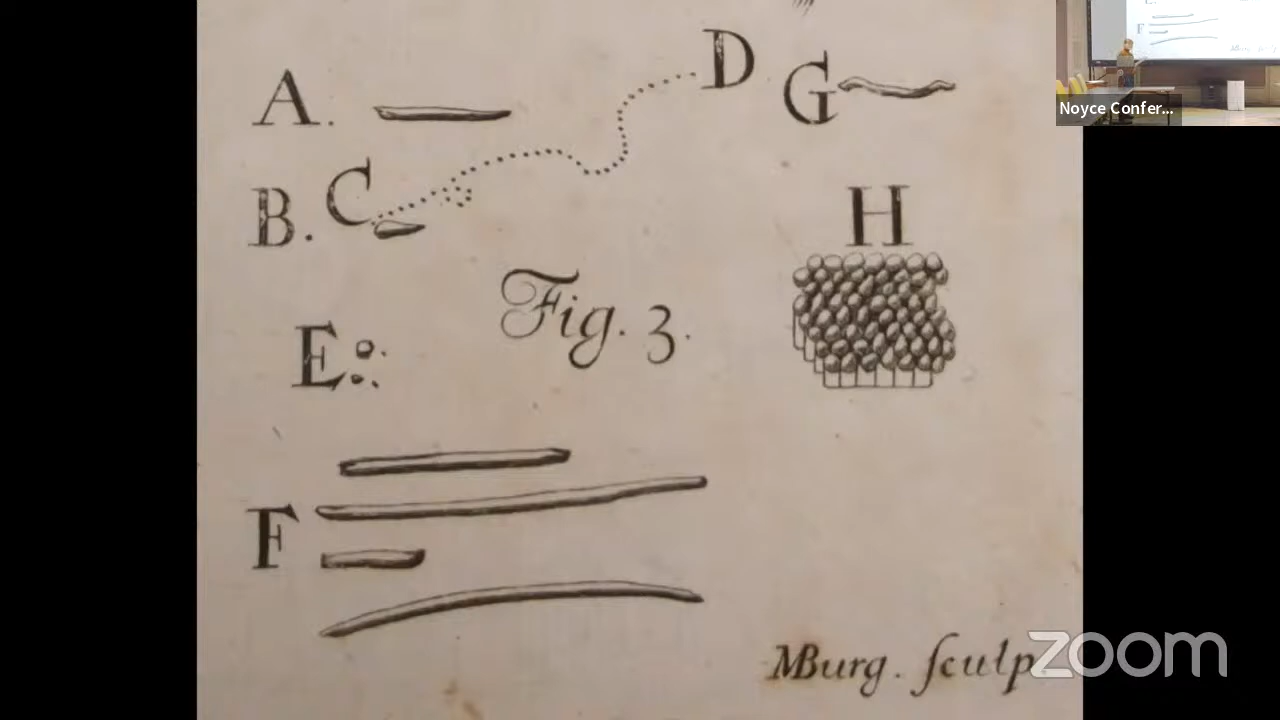 A.
D
G
B.
C
H
Fig. 3.
E
F
MBurg. ſculp
zoom
Noyce Confer...